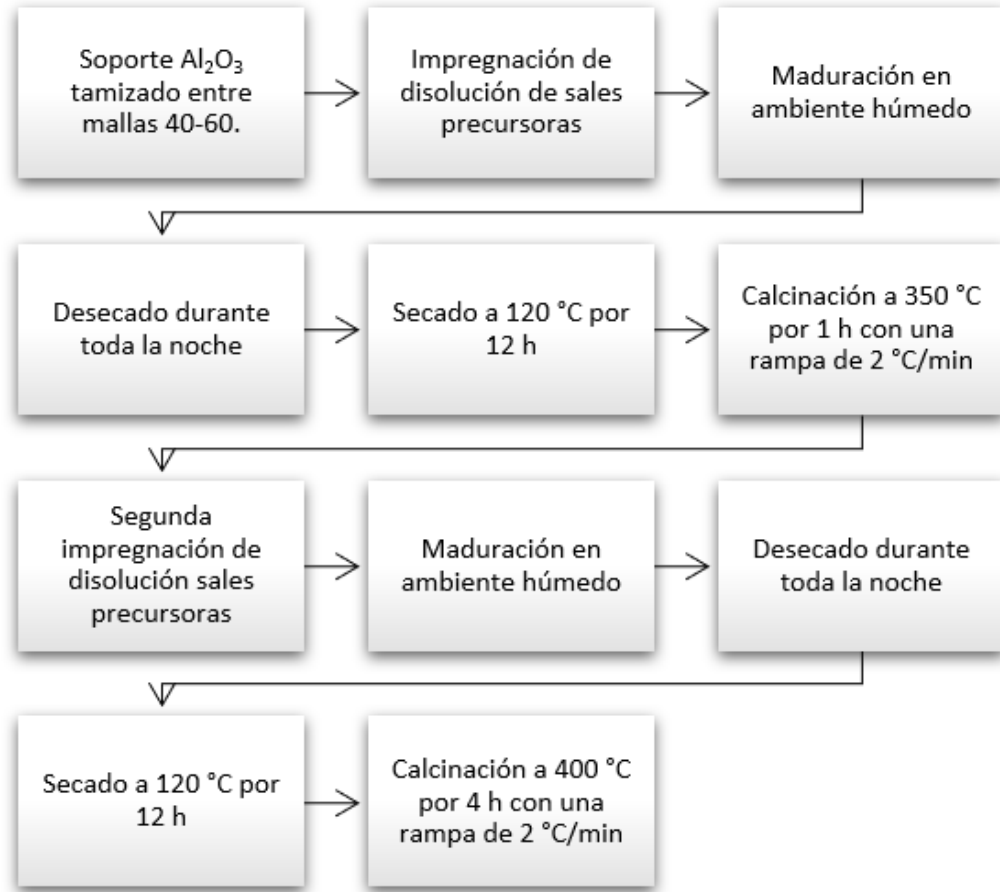 Soporte Al₂O₃
tamizado entre
mallas 40-60.
Impregnación de
disolución de sales
precursoras
Maduración en
ambiente húmedo
Desecado durante
toda la noche
Secado a 120 °C por
12 h
Calcinación a 350 °C
por 1 h con una
rampa de 2 °C/min
Segunda
impregnación de
disolución sales
precursoras
Maduración en
ambiente húmedo
Desecado durante
toda la noche
Secado a 120 °C por
12 h
Calcinación a 400 °C
por 4 h con una
rampa de 2 °C/min